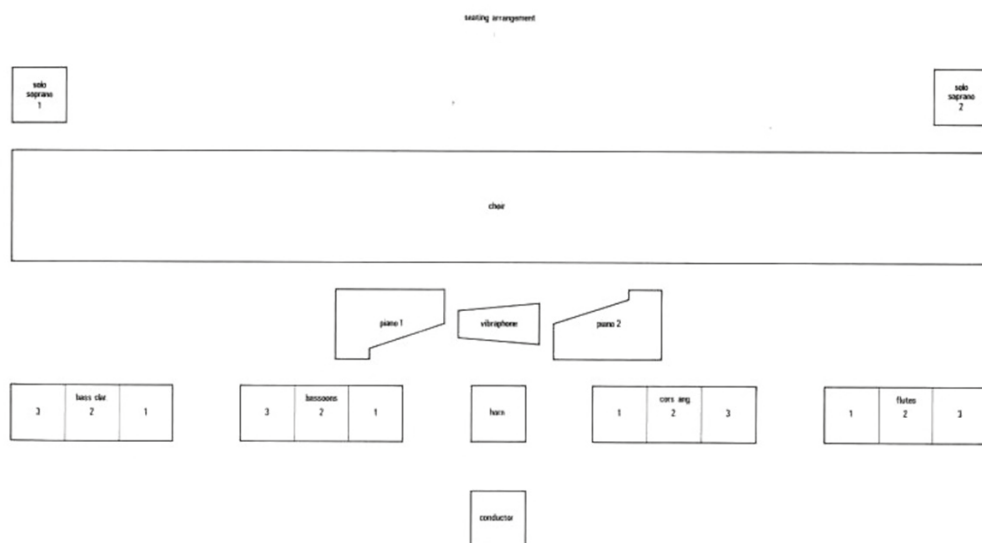 seating arrangement
solo
soprano
1
solo
soprano
2
choir
piano 1
vibraphone
piano 2
bass clar.
3 2 1
bassoons
3 2 1
horn
cors ang
1 2 3
flutes
1 2 3
conductor